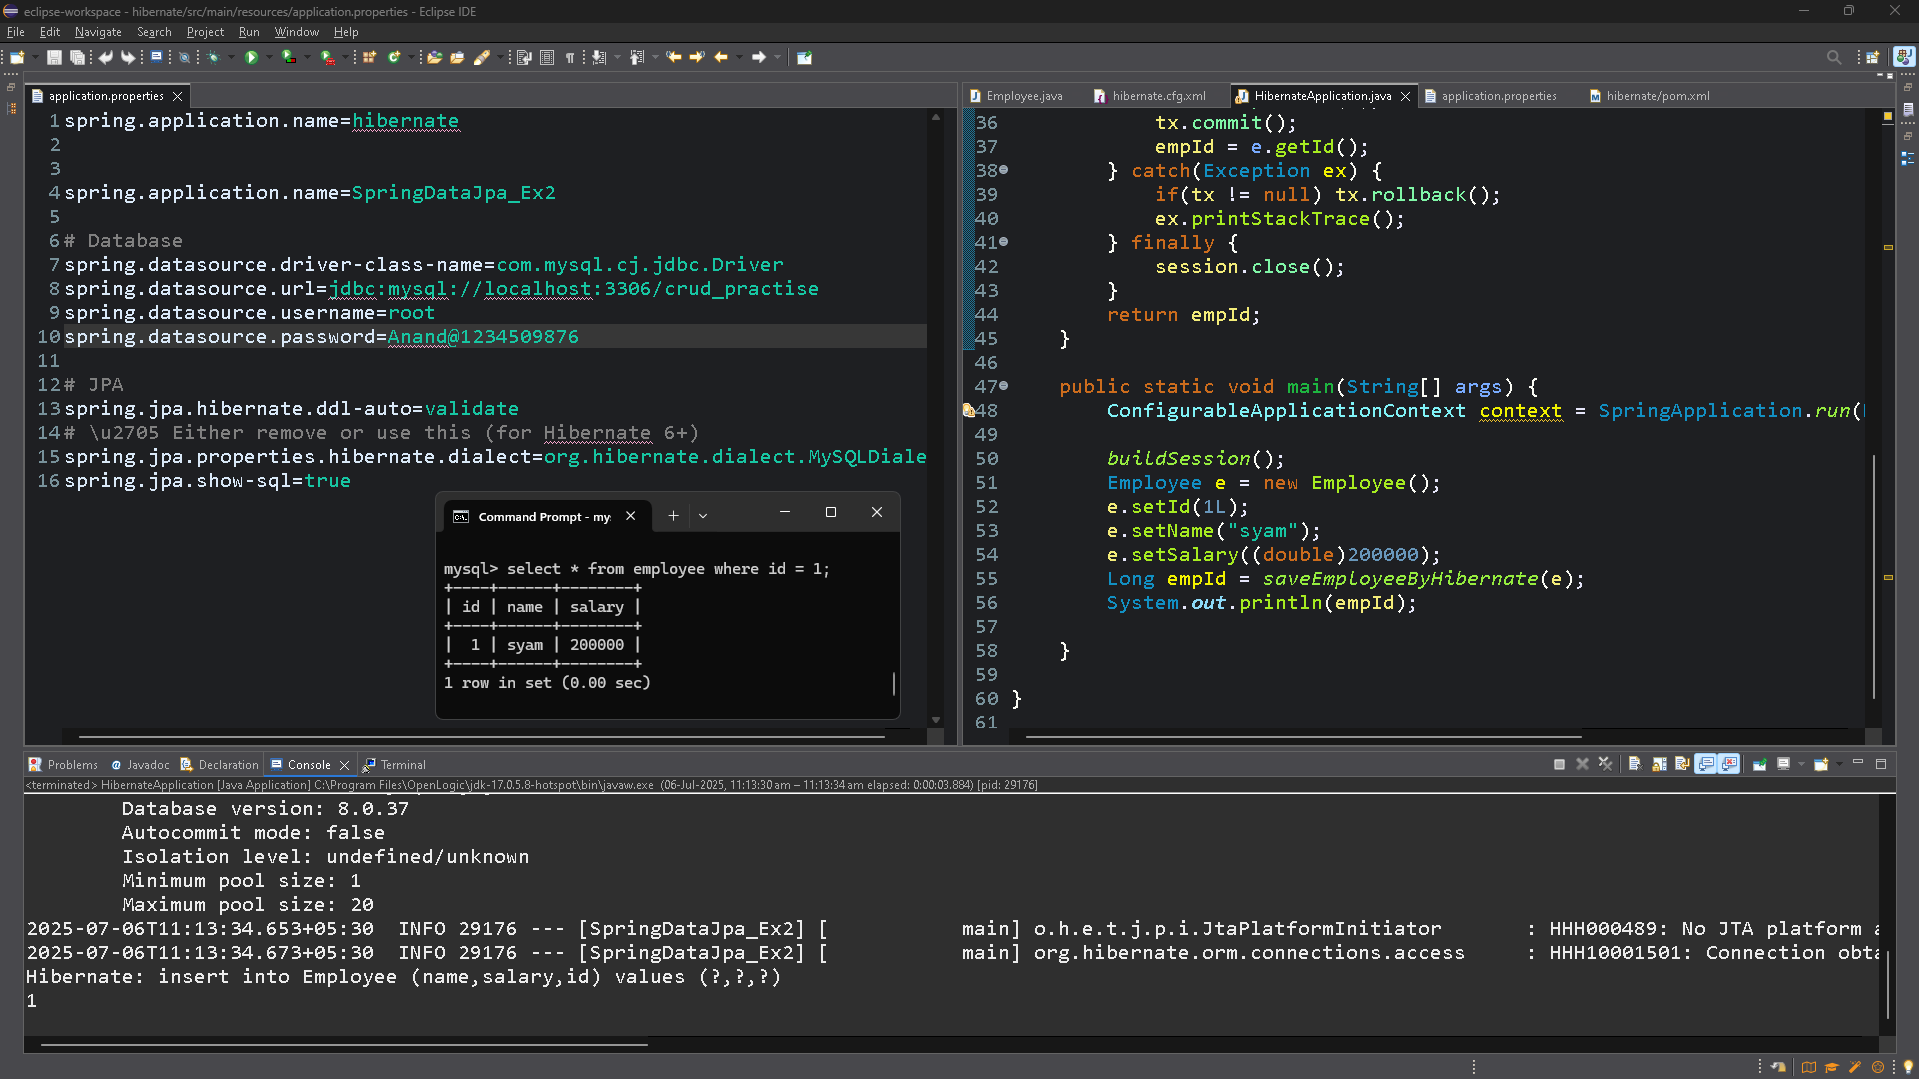 eclipse-workspace - hibernate/src/main/resources/application.properties - Eclipse IDE
File Edit Navigate Search Project Run Window Help
application.properties
1 spring.application.name=hibernate
2
3
4 spring.application.name=SpringDataJpa_Ex2
5
6 # Database
7 spring.datasource.driver-class-name=com.mysql.cj.jdbc.Driver
8 spring.datasource.url=jdbc:mysql://localhost:3306/crud_practise
9 spring.datasource.username=root
10 spring.datasource.password=Anand@1234509876
11
12 # JPA
13 spring.jpa.hibernate.ddl-auto=validate
14 # \u2705 Either remove or use this (for Hibernate 6+)
15 spring.jpa.properties.hibernate.dialect=org.hibernate.dialect.MySQLDiale
16 spring.jpa.show-sql=true
Command Prompt - my
mysql> select * from employee where id = 1;
+----+------+--------+
| id | name | salary |
+----+------+--------+
|  1 | syam | 200000 |
+----+------+--------+
1 row in set (0.00 sec)
Employee.java hibernate.cfg.xml HibernateApplication.java application.properties hibernate/pom.xml
36 tx.commit();
37 empId = e.getId();
38 } catch(Exception ex) {
39 if(tx != null) tx.rollback();
40 ex.printStackTrace();
41 } finally {
42 session.close();
43 }
44 return empId;
45 }
46
47 public static void main(String[] args) {
48 ConfigurableApplicationContext context = SpringApplication.run(
49
50 buildSession();
51 Employee e = new Employee();
52 e.setId(1L);
53 e.setName("syam");
54 e.setSalary((double)200000);
55 Long empId = saveEmployeeByHibernate(e);
56 System.out.println(empId);
57
58 }
59
60 }
61
Problems Javadoc Declaration Console Terminal
<terminated> HibernateApplication [Java Application] C:\Program Files\OpenLogic\jdk-17.0.5.8-hotspot\bin\javaw.exe (06-Jul-2025, 11:13:30 am – 11:13:34 am elapsed: 0:00:03.884) [pid: 29176]
Database version: 8.0.37
Autocommit mode: false
Isolation level: undefined/unknown
Minimum pool size: 1
Maximum pool size: 20
2025-07-06T11:13:34.653+05:30 INFO 29176 --- [SpringDataJpa_Ex2] [ main] o.h.e.t.j.p.i.JtaPlatformInitiator : HHH000489: No JTA platform a
2025-07-06T11:13:34.673+05:30 INFO 29176 --- [SpringDataJpa_Ex2] [ main] org.hibernate.orm.connections.access : HHH10001501: Connection obta
Hibernate: insert into Employee (name,salary,id) values (?,?,?)
1